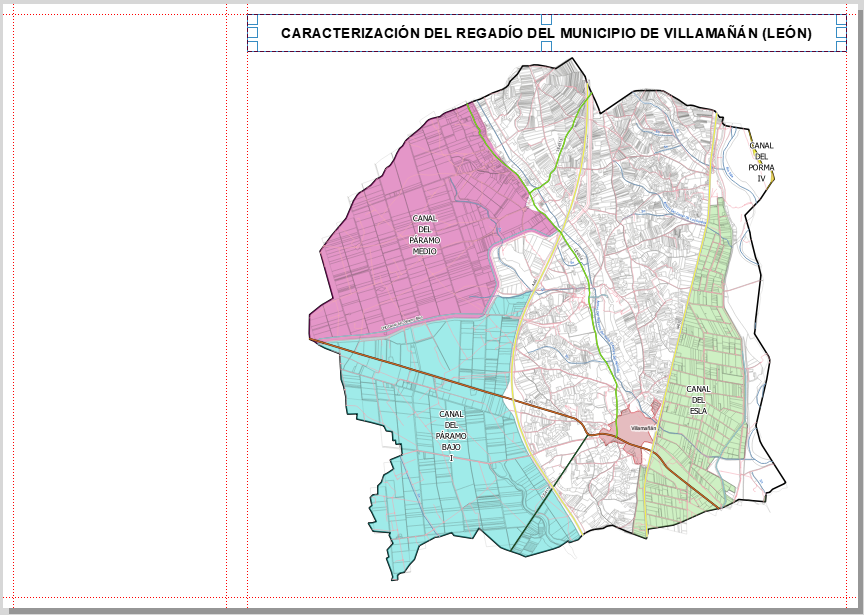 CARACTERIZACIÓN DEL REGADÍO DEL MUNICIPIO DE VILLAMAÑÁN (LEÓN)
CANAL
DEL
PORMA
IV
CANAL
DEL
PÁRAMO
MEDIO
CANAL
DEL
ESLA
CANAL
DEL
PÁRAMO
BAJO
I
Villamañán